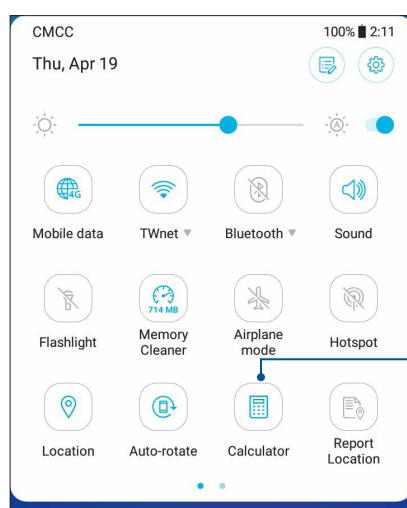 CMCC 100% 2:11
Thu, Apr 19
A
4G
Mobile data TWnet Bluetooth Sound
714 MB
Flashlight Memory Cleaner Airplane mode Hotspot
Location Auto-rotate Calculator Report Location